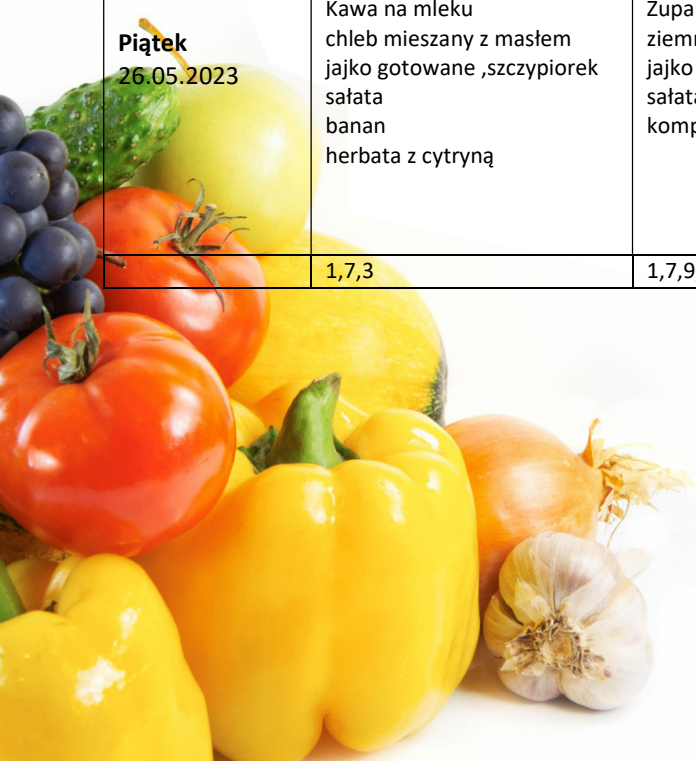 Piątek
26.05.2023
Kawa na mleku
chleb mieszany z masłem
jajko gotowane ,szczypiorek
sałata
banan
herbata z cytryną
Zupa
jajko
1,7,3
1,7,9